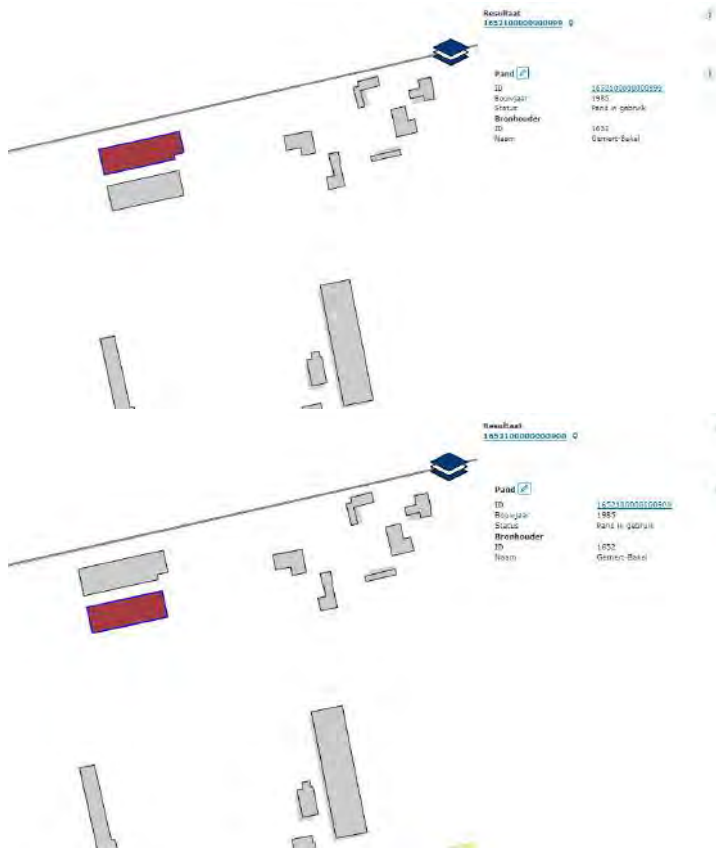 Resultaat
Pand
ID
Bouwjaar 1985
Status Pand in gebruik
Bronhouder
ID 1652
Naam Gemert-Bakel
Resultaat
Pand
ID
Bouwjaar 1985
Status Pand in gebruik
Bronhouder
ID 1652
Naam Gemert-Bakel